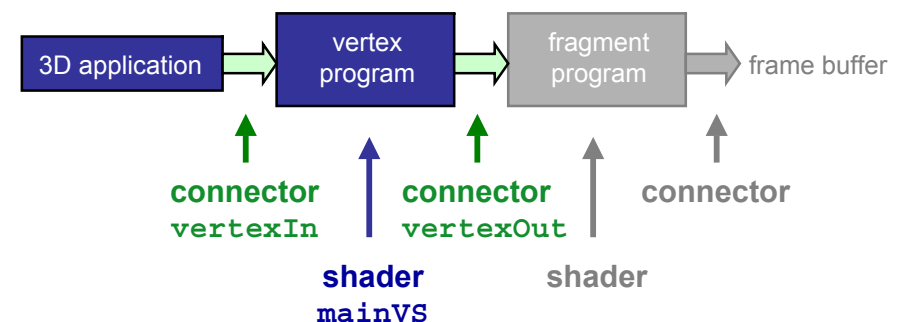 3D application
vertex
program
fragment
program
frame buffer
connector
vertexIn
connector
vertexOut
connector
shader
mainVS
shader